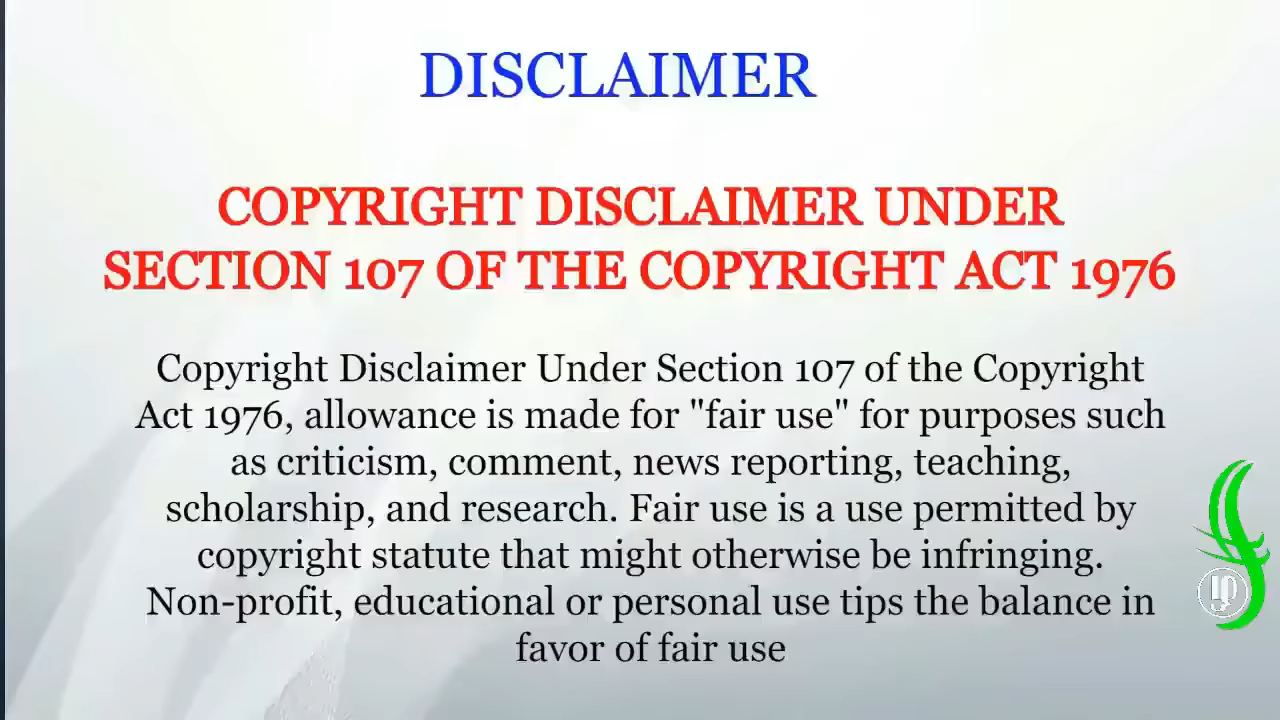 DISCLAIMER
COPYRIGHT DISCLAIMER UNDER
SECTION 107 OF THE COPYRIGHT ACT 1976
Copyright Disclaimer Under Section 107 of the Copyright
Act 1976, allowance is made for "fair use" for purposes such
as criticism, comment, news reporting, teaching,
scholarship, and research. Fair use is a use permitted by
copyright statute that might otherwise be infringing.
Non-profit, educational or personal use tips the balance in
favor of fair use